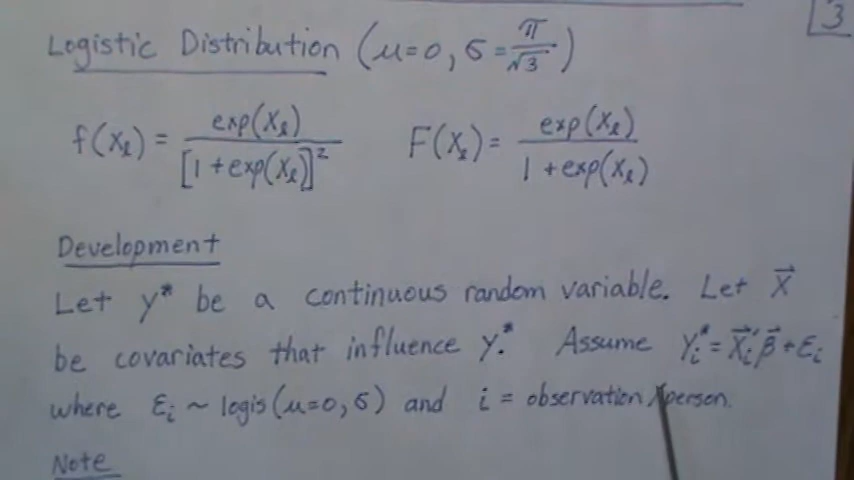 3
Logistic Distribution (μ=0, σ=π/√3)
f(Xℓ) = exp(Xℓ)/[1+exp(Xℓ)]² F(Xℓ) = exp(Xℓ)/1+exp(Xℓ)
Development
Let y* be a continuous random variable. Let X⃗
be covariates that influence y.* Assume Yᵢ* = X⃗ᵢ'β⃗+εᵢ
where εᵢ ~ logis(μ=0, σ) and i = observation/person.
Note